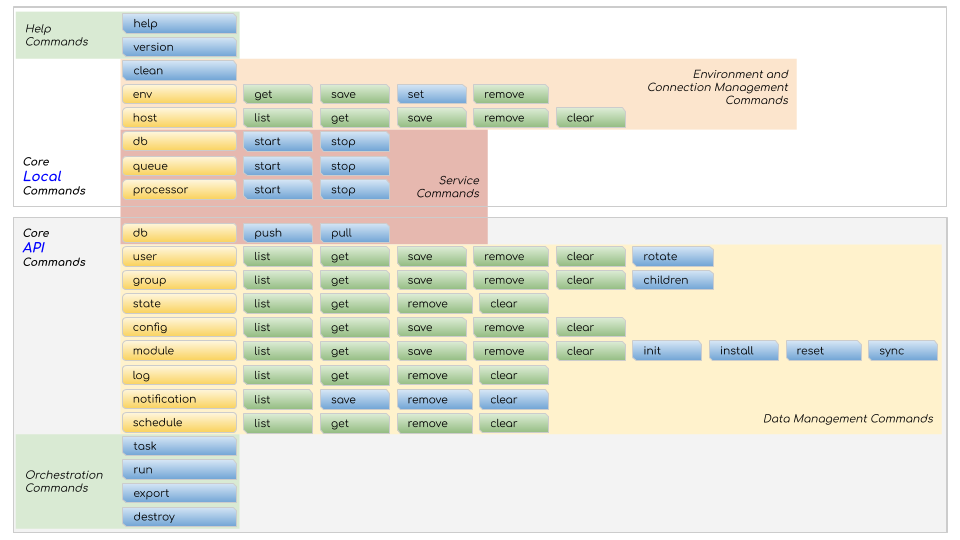 Help
Commands
help
version
clean
Environment and
Connection Management
Commands
env get save set remove
host list get save remove clear
Core
Local
Commands
db start stop
queue start stop
processor start stop
Service
Commands
Core
API
Commands
db push pull
user list get save remove clear rotate
group list get save remove clear children
state list get remove clear
config list get save remove clear
module list get save remove clear init install reset sync
log list get remove clear
notification list save remove clear
schedule list get remove clear
Data Management Commands
Orchestration
Commands
task
run
export
destroy